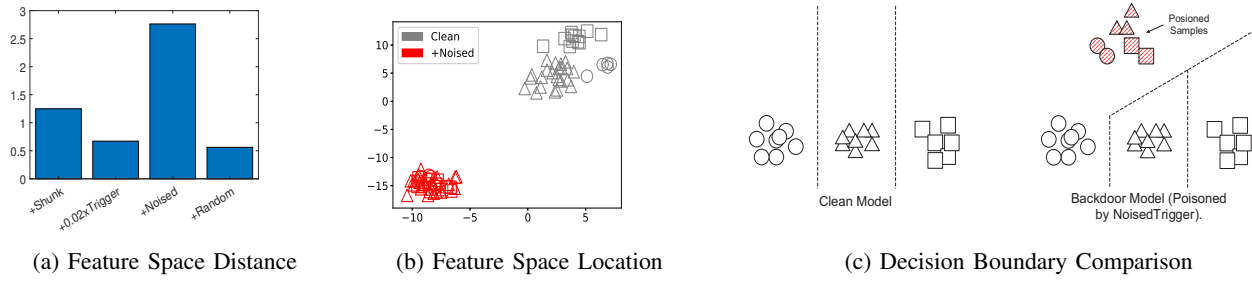 3
2.5
2
1.5
1
0.5
0
+Shunk
+0.02xTrigger
+Noised
+Random
(a) Feature Space Distance
Clean
+Noised
10
5
0
−5
−10
−15
−10
−5
0
5
(b) Feature Space Location
Posioned
Samples
Clean Model
Backdoor Model (Poisoned
by NoisedTrigger).
(c) Decision Boundary Comparison